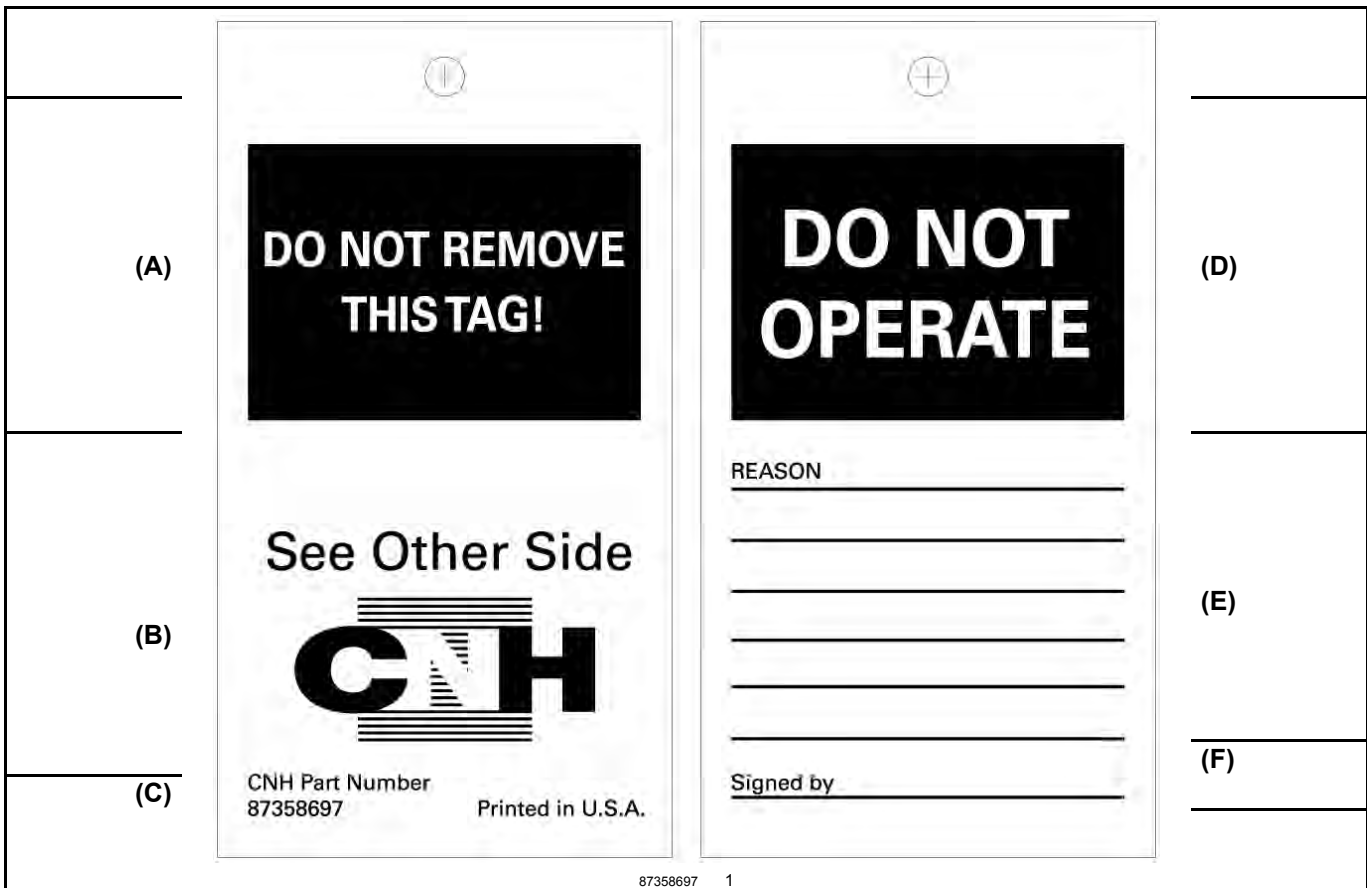 (A)
DO NOT REMOVE
THIS TAG!
(B)
See Other Side
CNH
(C)
CNH Part Number
87358697
Printed in U.S.A.
(D)
DO NOT
OPERATE
(E)
REASON
(F)
Signed by
87358697 1